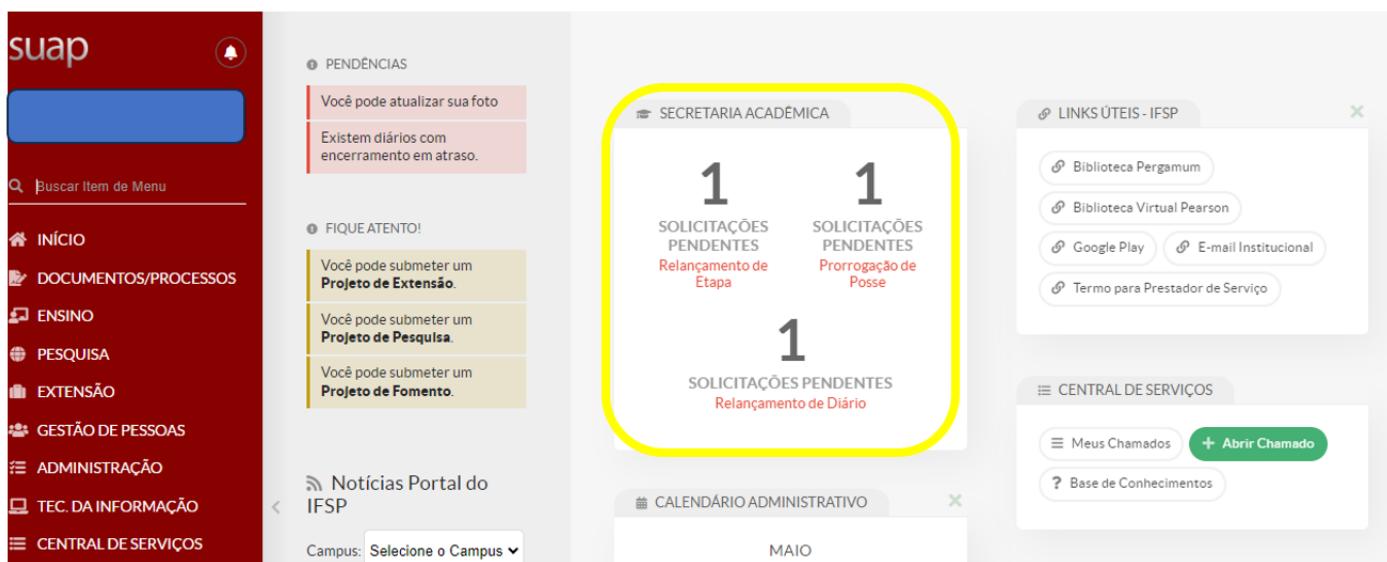 suap
Buscar Item de Menu
INÍCIO
DOCUMENTOS/PROCESSOS
ENSINO
PESQUISA
EXTENSÃO
GESTÃO DE PESSOAS
ADMINISTRAÇÃO
TEC. DA INFORMAÇÃO
CENTRAL DE SERVIÇOS
PENDÊNCIAS
Você pode atualizar sua foto
Existem diários com
encerramento em atraso.
FIQUE ATENTO!
Você pode submeter um
Projeto de Extensão.
Você pode submeter um
Projeto de Pesquisa.
Você pode submeter um
Projeto de Fomento.
Notícias Portal do
IFSP
Campus: Selecione o Campus
SECRETARIA ACADÊMICA
1
SOLICITAÇÕES
PENDENTES
Relançamento de
Etapa
1
SOLICITAÇÕES
PENDENTES
Prorrogação de
Posse
1
SOLICITAÇÕES PENDENTES
Relançamento de Diário
CALENDÁRIO ADMINISTRATIVO
MAIO
LINKS ÚTEIS - IFSP
Biblioteca Pergamum
Biblioteca Virtual Pearson
Google Play
E-mail Institucional
Termo para Prestador de Serviço
CENTRAL DE SERVIÇOS
Meus Chamados
+ Abrir Chamado
? Base de Conhecimentos